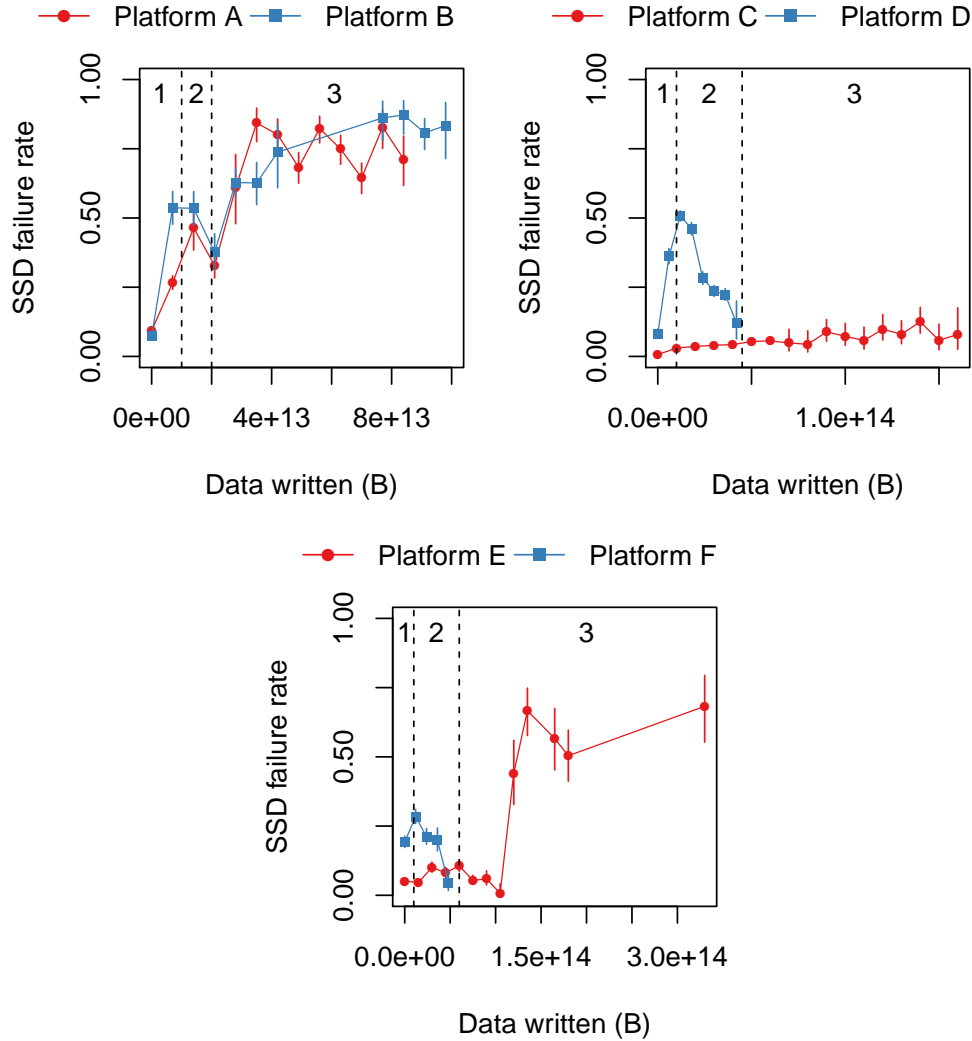 Platform A Platform B
SSD failure rate
1.00
0.50
0.00
1 2 3
0e+00 4e+13 8e+13
Data written (B)
Platform C Platform D
SSD failure rate
1.00
0.50
0.00
1 2 3
0.0e+00 1.0e+14
Data written (B)
Platform E Platform F
SSD failure rate
1.00
0.50
0.00
1 2 3
0.0e+00 1.5e+14 3.0e+14
Data written (B)